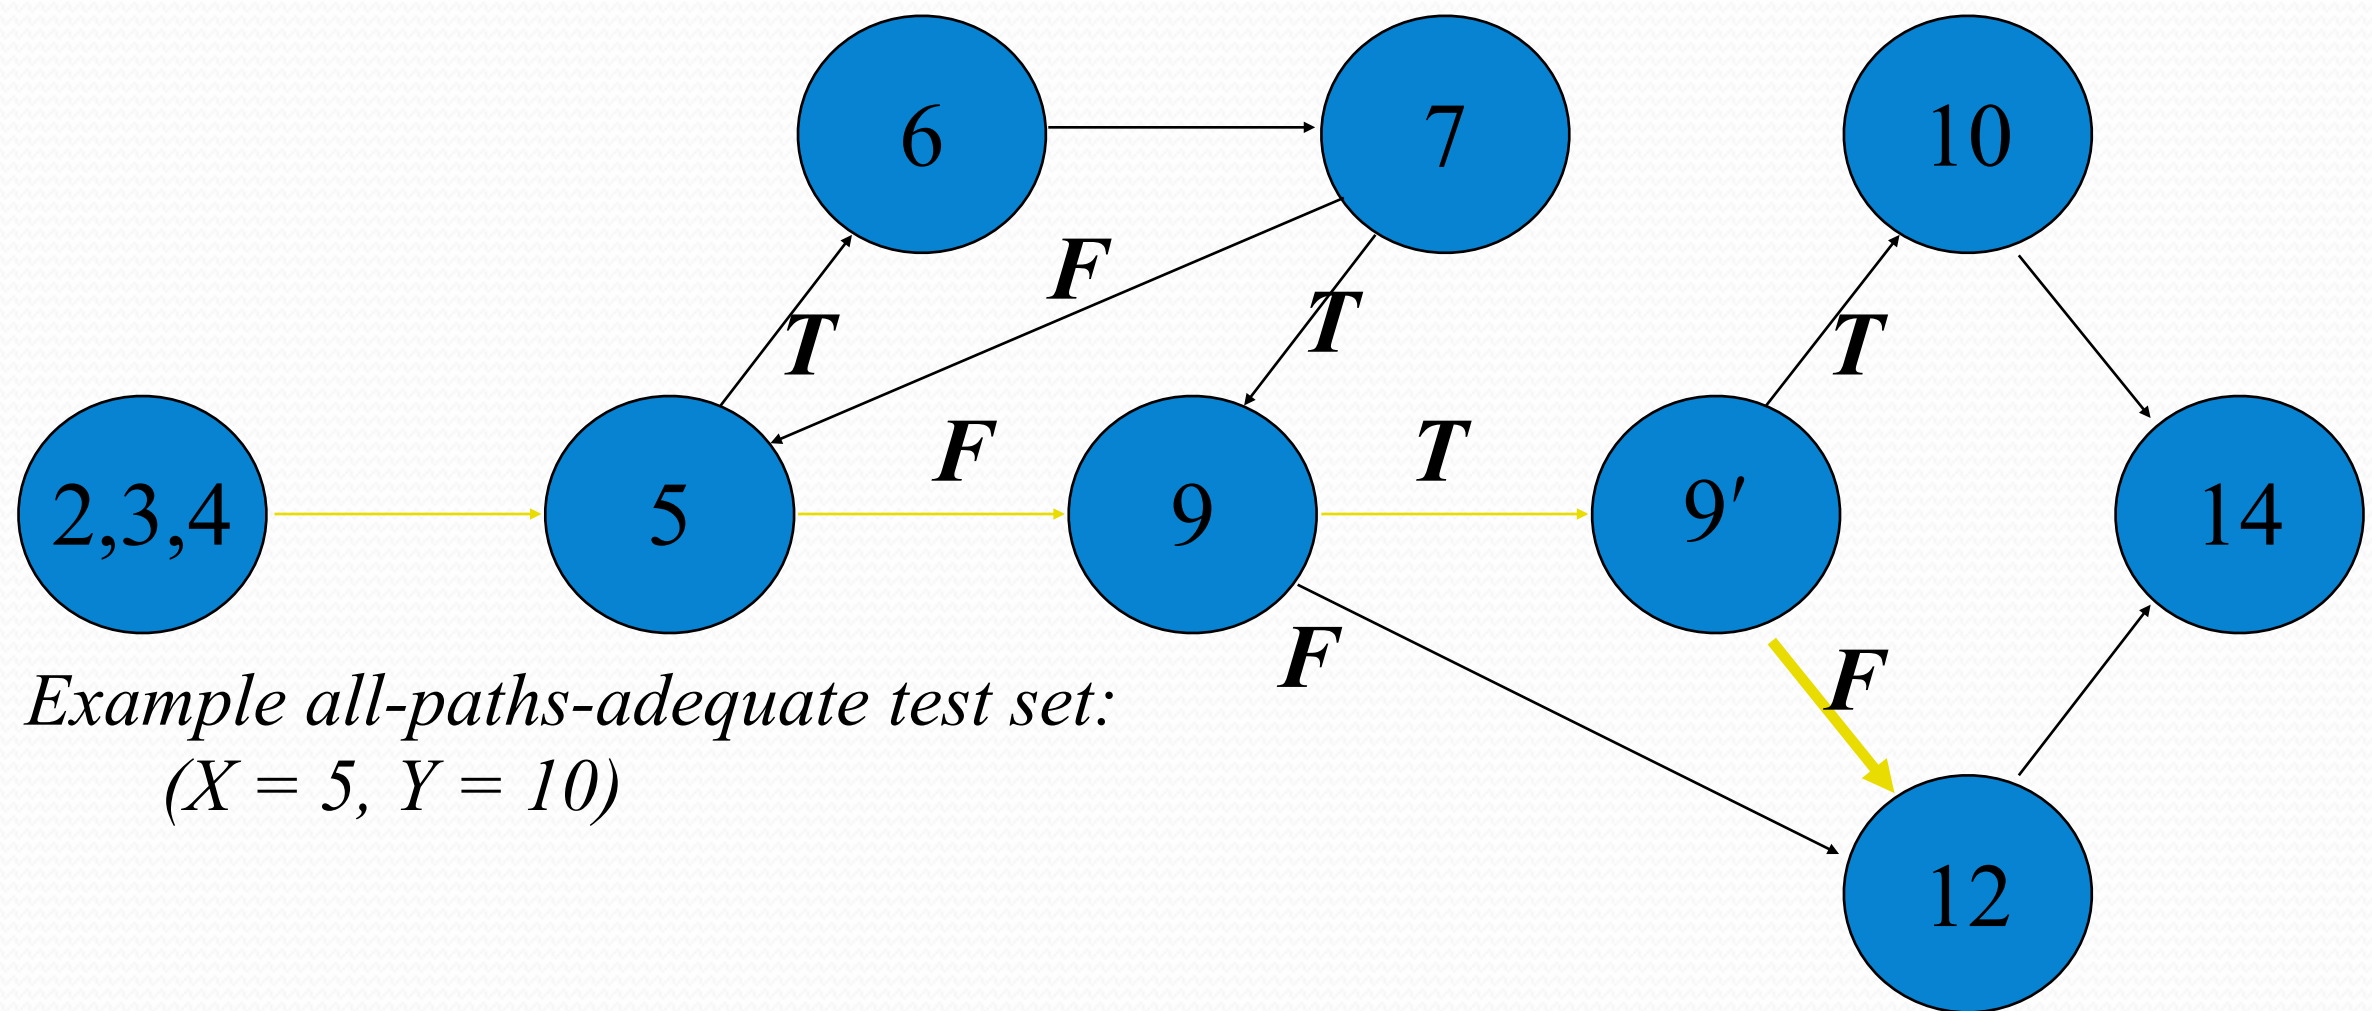 6
7
10
F
T
T
T
F
T
2,3,4
5
9
9′
14
F
F
Example all-paths-adequate test set:
(X = 5, Y = 10)
12